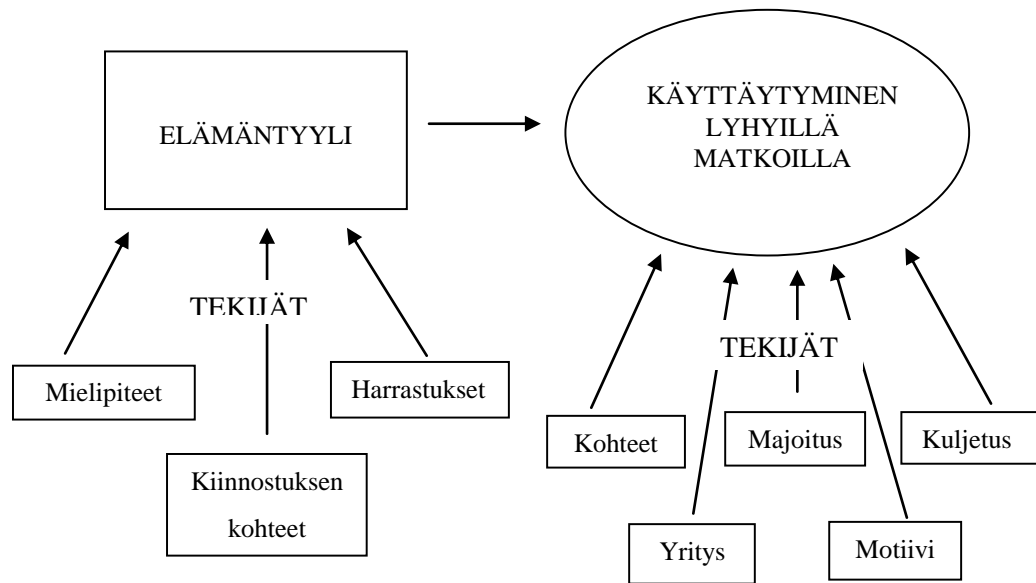 ELÄMÄNTYYLI
KÄYTTÄYTYMINEN
LYHYILLÄ
MATKOILLA
TEKIJÄT
TEKIJÄT
Mielipiteet
Harrastukset
Kiinnostuksen
kohteet
Kohteet
Majoitus
Kuljetus
Yritys
Motiivi